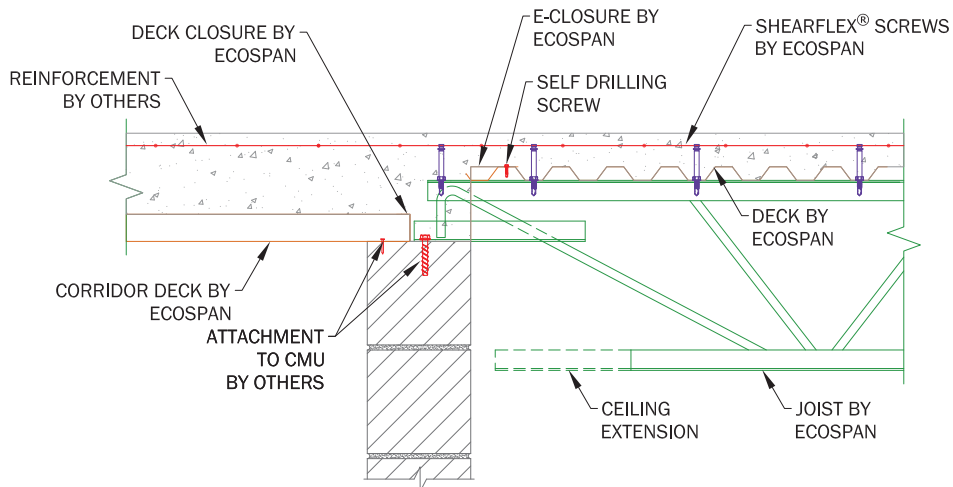 DECK CLOSURE BY
ECOSPAN
E-CLOSURE BY
ECOSPAN
SHEARFLEX® SCREWS
BY ECOSPAN
REINFORCEMENT
BY OTHERS
SELF DRILLING
SCREW
DECK BY
ECOSPAN
CORRIDOR DECK BY
ECOSPAN
ATTACHMENT
TO CMU
BY OTHERS
CEILING
EXTENSION
JOIST BY
ECOSPAN